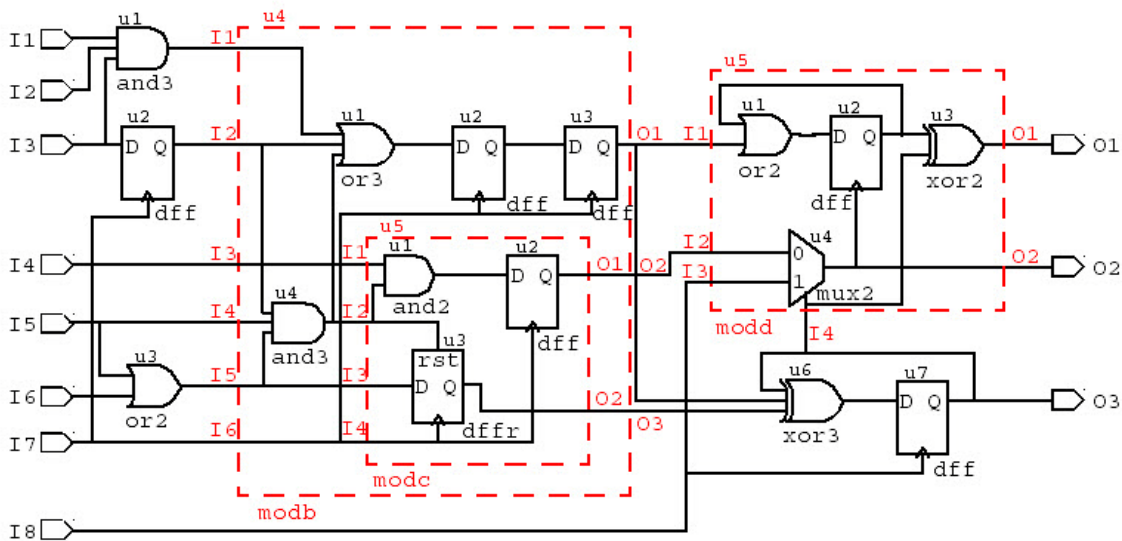 u1 u4
I1 I1
I2 and3 u5
u1 u2 u3 u1 u2 u3
I3 D Q I2 D Q D Q O1 I1 D Q O1 O1
or3 or2
dff dff dff dff xor2
u5 u2 u4
I4 I3 I1 u1 D Q O1 O2 I2 0 O2 O2
I3 1
u4 and2 mux2
I5 I4 I2 u3 dff modd I4
u3 and3 rst u6 u7
I6 I5 I3 D Q O2 D Q O3
or2 O3
I7 I6 I4 dffr xor3
dff
modc
modb
I8